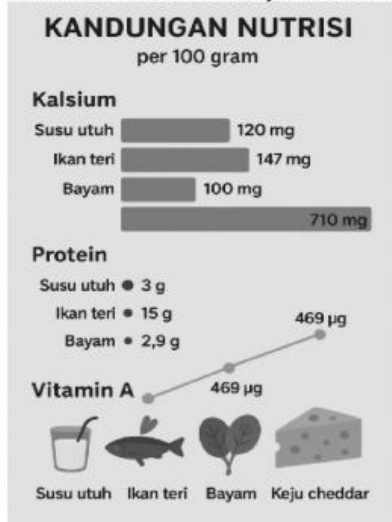 KANDUNGAN NUTRISI
per 100 gram
Kalsium
Susu utuh 120 mg
Ikan teri 147 mg
Bayam 100 mg
710 mg
Protein
Susu utuh 3 g
Ikan teri 15 g
Bayam 2,9 g
469 µg
Vitamin A
469 µg
Susu utuh Ikan teri Bayam Keju cheddar